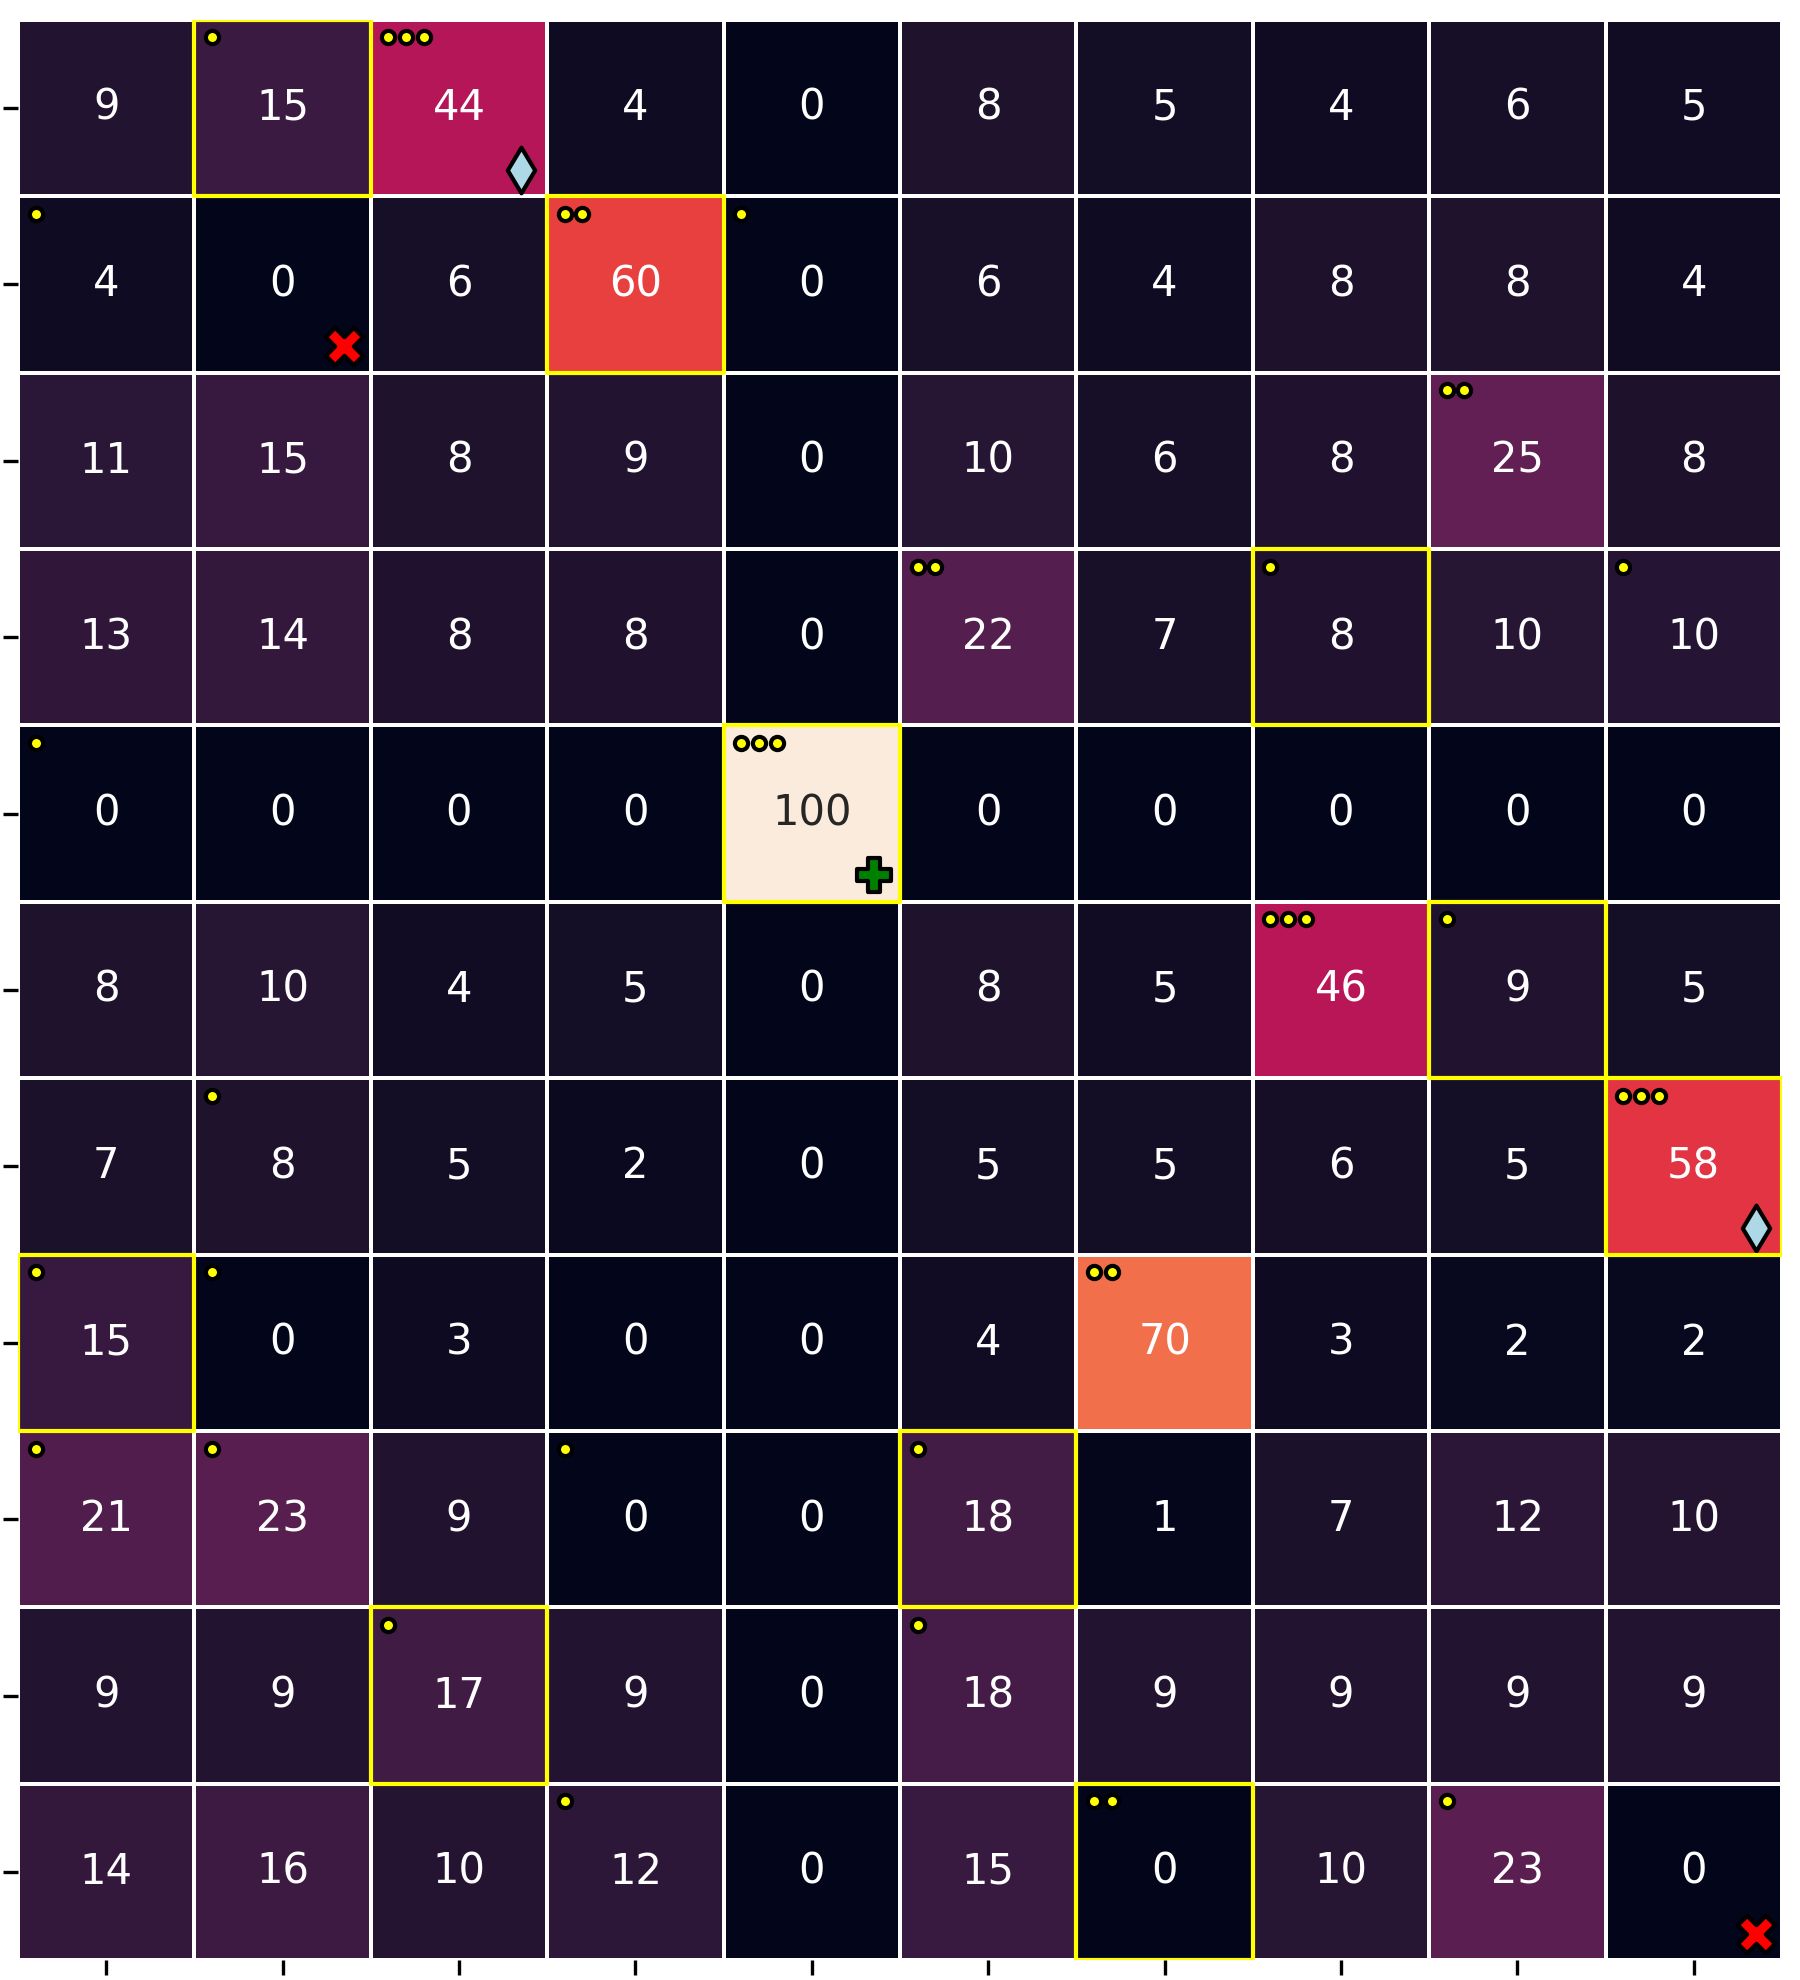 9 15 44 4 0 8 5 4 6 5
4 0 6 60 0 6 4 8 8 4
11 15 8 9 0 10 6 8 25 8
13 14 8 8 0 22 7 8 10 10
0 0 0 0 100 0 0 0 0 0
8 10 4 5 0 8 5 46 9 5
7 8 5 2 0 5 5 6 5 58
15 0 3 0 0 4 70 3 2 2
21 23 9 0 0 18 1 7 12 10
9 9 17 9 0 18 9 9 9 9
14 16 10 12 0 15 0 10 23 0